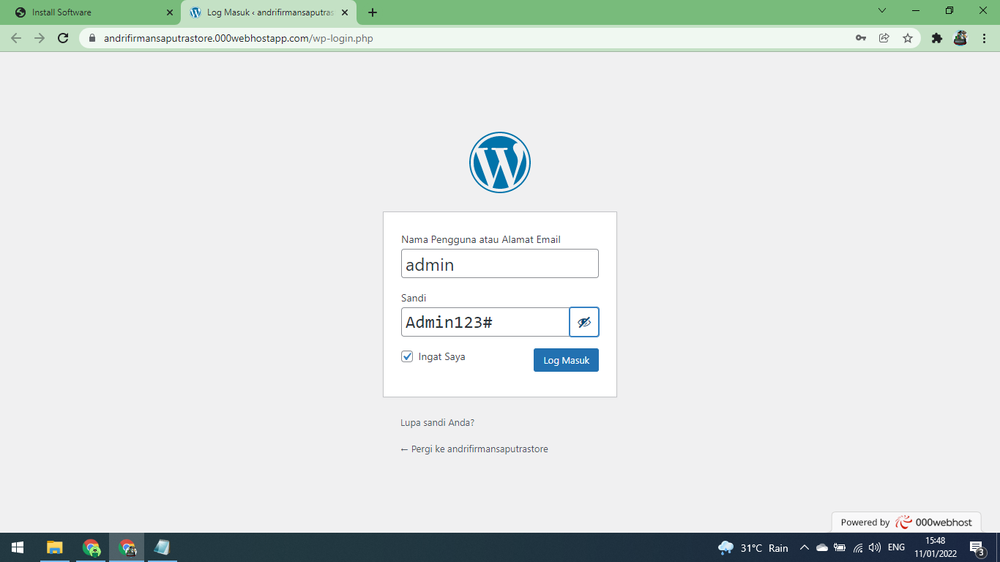 Install Software
Log Masuk ‹ andrifirmansaputras
andrifirmansaputrastore.000webhostapp.com/wp-login.php
Nama Pengguna atau Alamat Email
admin
Sandi
Admin123#
Ingat Saya
Log Masuk
Lupa sandi Anda?
← Pergi ke andrifirmansaputrastore
Powered by 000webhost
31°C Rain
ENG
15:48
11/01/2022
3